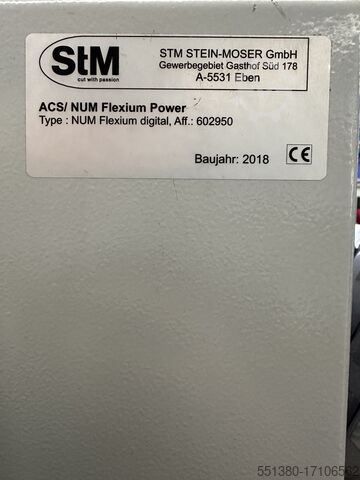 StM
cut with passion
STM STEIN-MOSER GmbH
Gewerbegebiet Gasthof Süd 178
A-5531 Eben
ACS/ NUM Flexium Power
Type : NUM Flexium digital, Aff.: 602950
Baujahr: 2018 CE
551380-17106562